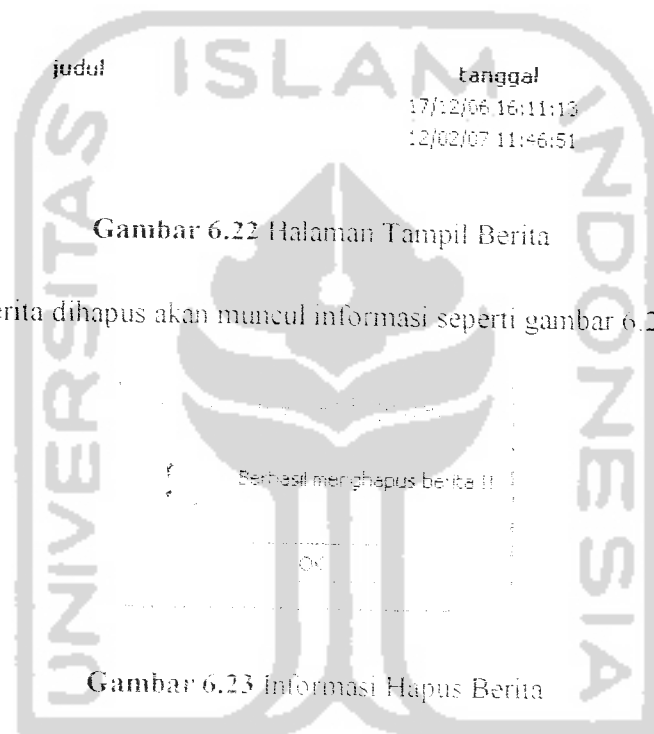 judul tanggal
17/12/06 16:11:13
12/02/07 11:46:51
Gambar 6.22 Halaman Tampil Berita
erita dihapus akan muncul informasi seperti gambar 6.2
Berhasil menghapus berita !!
OK
Gambar 6.23 Informasi Hapus Berita
UNIVERSITAS ISLAM INDONESIA